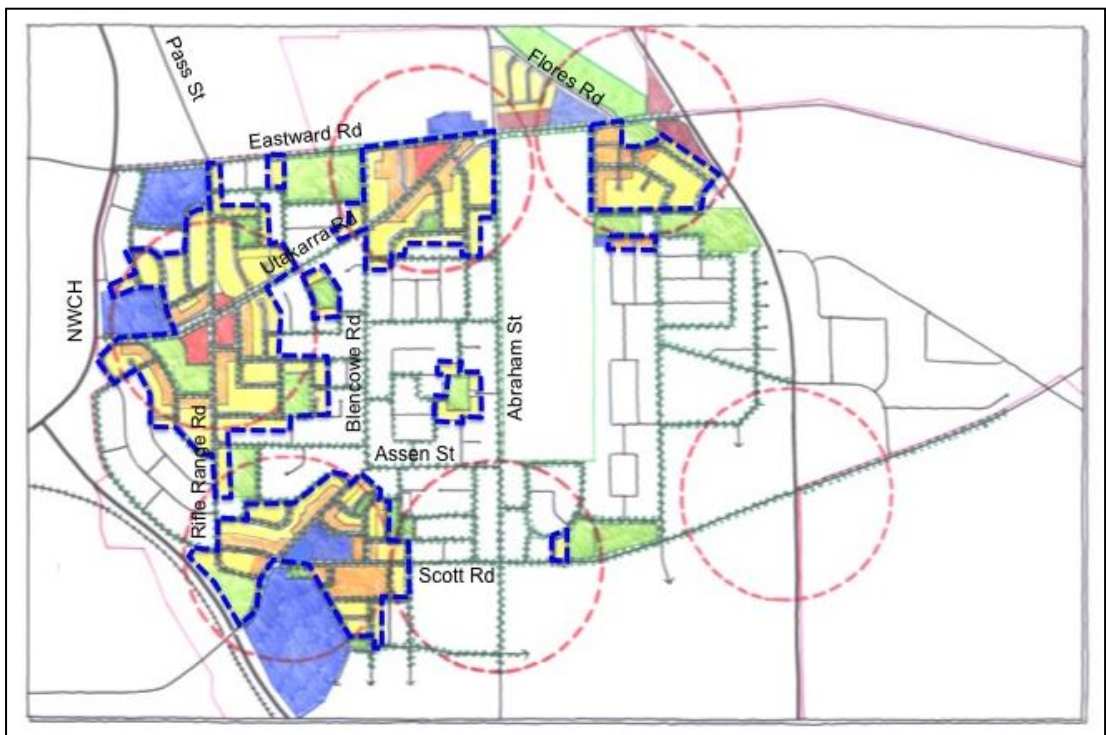 Pass St
Flores Rd
Eastward Rd
Utakarra Rd
NWCH
Blencowe Rd
Abraham St
Rifle Range Rd
Assen St
Scott Rd